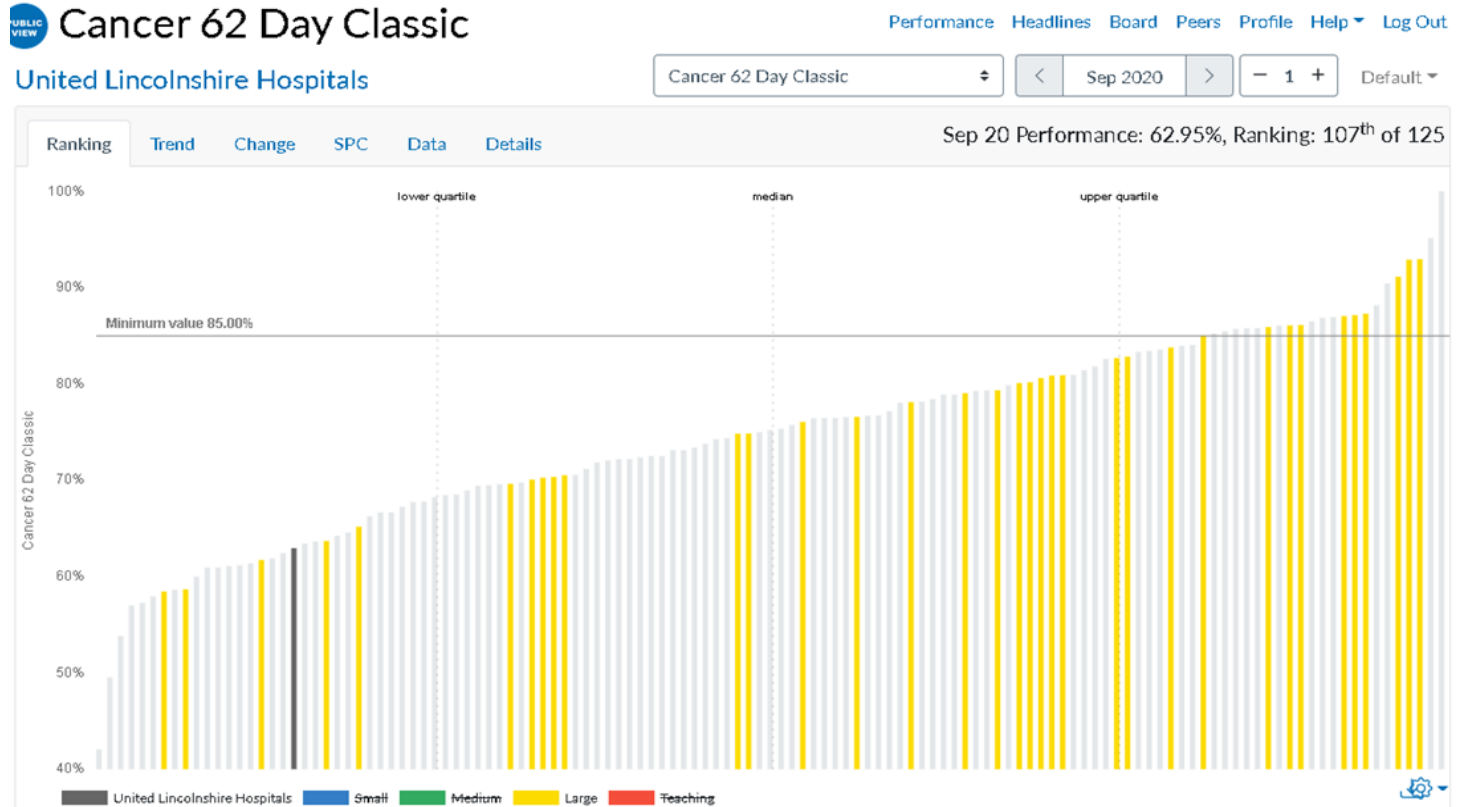 PUBLIC VIEW Cancer 62 Day Classic
Performance Headlines Board Peers Profile Help Log Out
United Lincolnshire Hospitals
Cancer 62 Day Classic
< Sep 2020 >
− 1 +
Default
Ranking Trend Change SPC Data Details
Sep 20 Performance: 62.95%, Ranking: 107th of 125
100%
lower quartile median upper quartile
90%
Minimum value 85.00%
80%
70%
60%
50%
40%
Cancer 62 Day Classic
United Lincolnshire Hospitals Small Medium Large Teaching